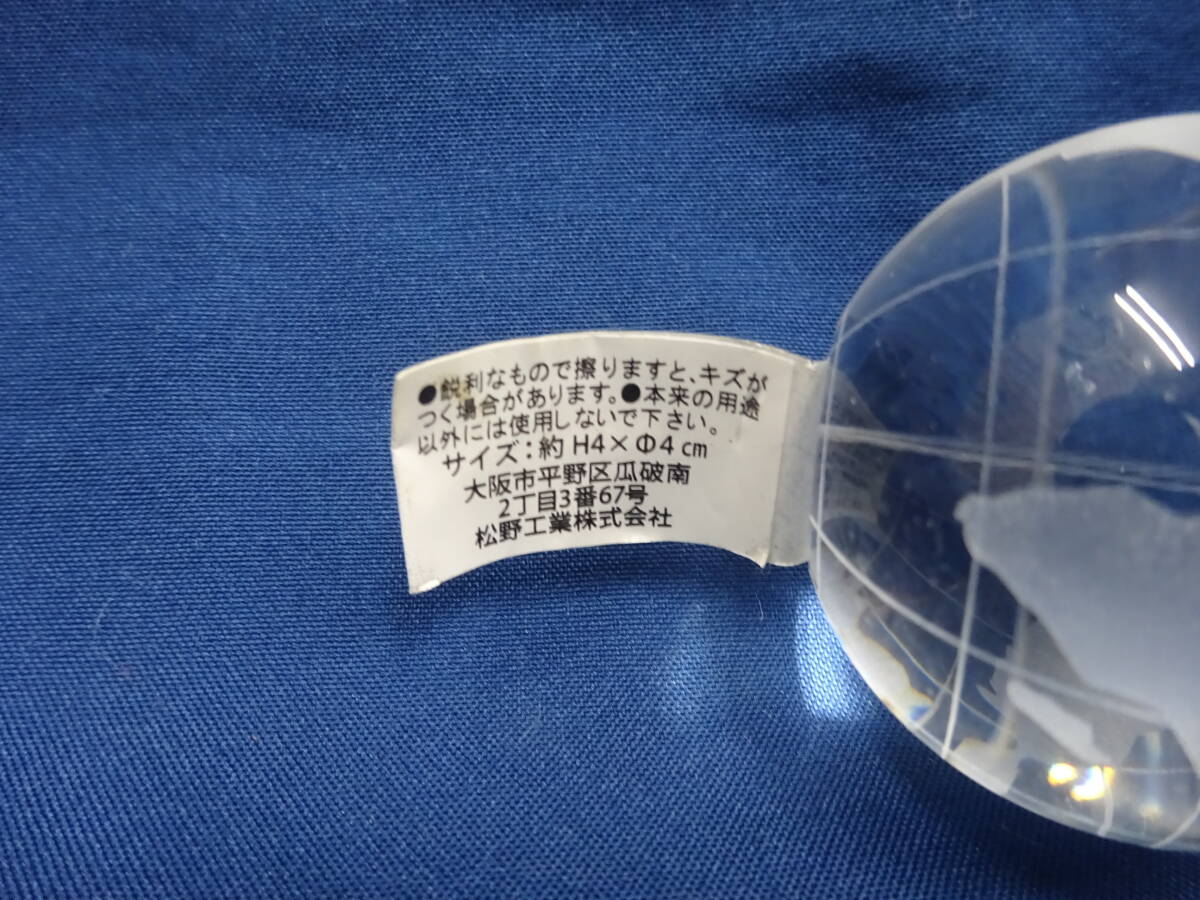 ●鋭利なもので擦りますと、キズが
つく場合があります。●本来の用途
以外には使用しないで下さい。
サイズ：約 H4×Φ4㎝
大阪市平野区瓜破南
2丁目3番67号
松野工業株式会社